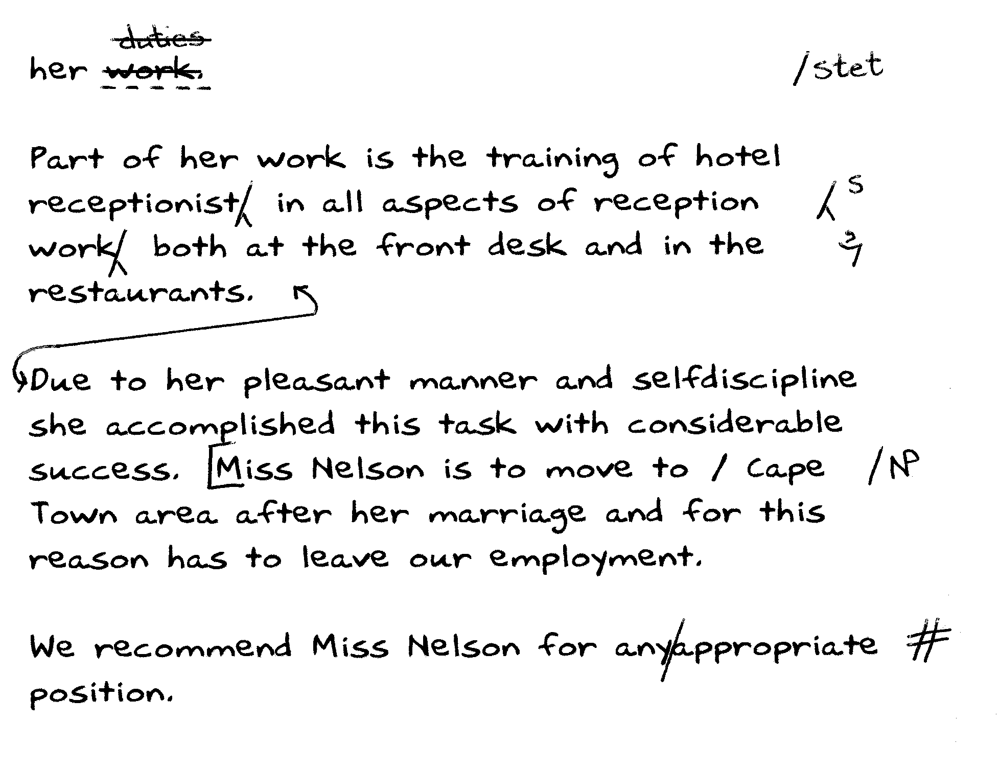 duties
her work. /stet
Part of her work is the training of hotel
receptionist/ in all aspects of reception /s
work/ both at the front desk and in the ,/
restaurants.
Due to her pleasant manner and selfdiscipline
she accomplished this task with considerable
success. [Miss Nelson is to move to / Cape /NP
Town area after her marriage and for this
reason has to leave our employment.
We recommend Miss Nelson for any/appropriate #
position.